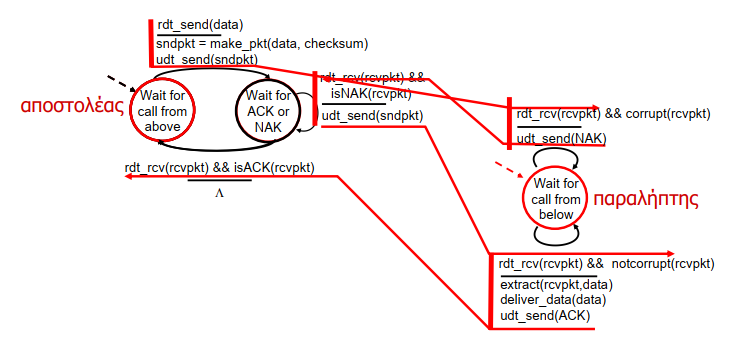 rdt_send(data)
sndpkt = make_pkt(data, checksum)
udt_send(sndpkt)
αποστολέας
Wait for
call from
above
Wait for
ACK or
NAK
rdt_rcv(rcvpkt) &&
isNAK(rcvpkt)
udt_send(sndpkt)
rdt_rcv(rcvpkt) && isACK(rcvpkt)
Λ
rdt_rcv(rcvpkt) && corrupt(rcvpkt)
udt_send(NAK)
Wait for
call from
below
παραλήπτης
rdt_rcv(rcvpkt) && notcorrupt(rcvpkt)
extract(rcvpkt,data)
deliver_data(data)
udt_send(ACK)